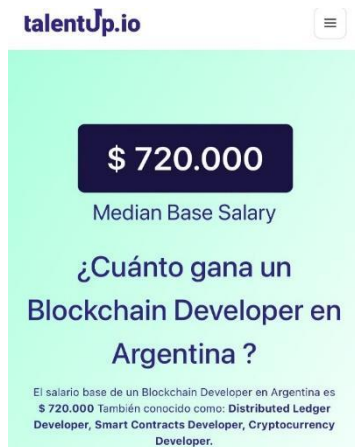 talentUp.io
$ 720.000
Median Base Salary
¿Cuánto gana un
Blockchain Developer en
Argentina ?
El salario base de un Blockchain Developer en Argentina es
$ 720.000 También conocido como: Distributed Ledger
Developer, Smart Contracts Developer, Cryptocurrency
Developer.